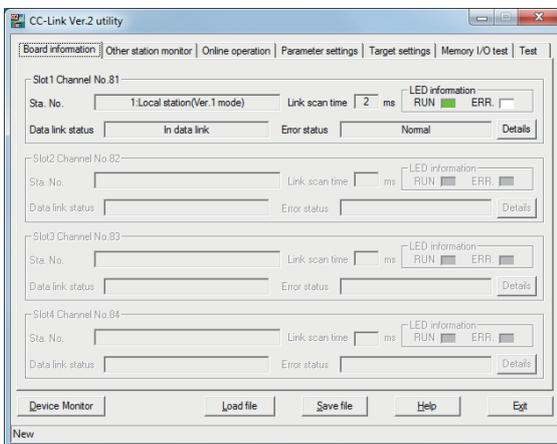 CC-Link Ver.2 utility
Board information Other station monitor Online operation Parameter settings Target settings Memory I/O test Test
Slot1 Channel No.81
LED information
Sta. No. 1:Local station(Ver.1 mode) Link scan time 2 ms RUN ERR.
Data link status In data link Error status Normal Details
Slot2 Channel No.82
LED information
Sta. No. Link scan time ms RUN ERR.
Data link status Error status Details
Slot3 Channel No.83
LED information
Sta. No. Link scan time ms RUN ERR.
Data link status Error status Details
Slot4 Channel No.84
LED information
Sta. No. Link scan time ms RUN ERR.
Data link status Error status Details
Device Monitor Load file Save file Help Exit
New